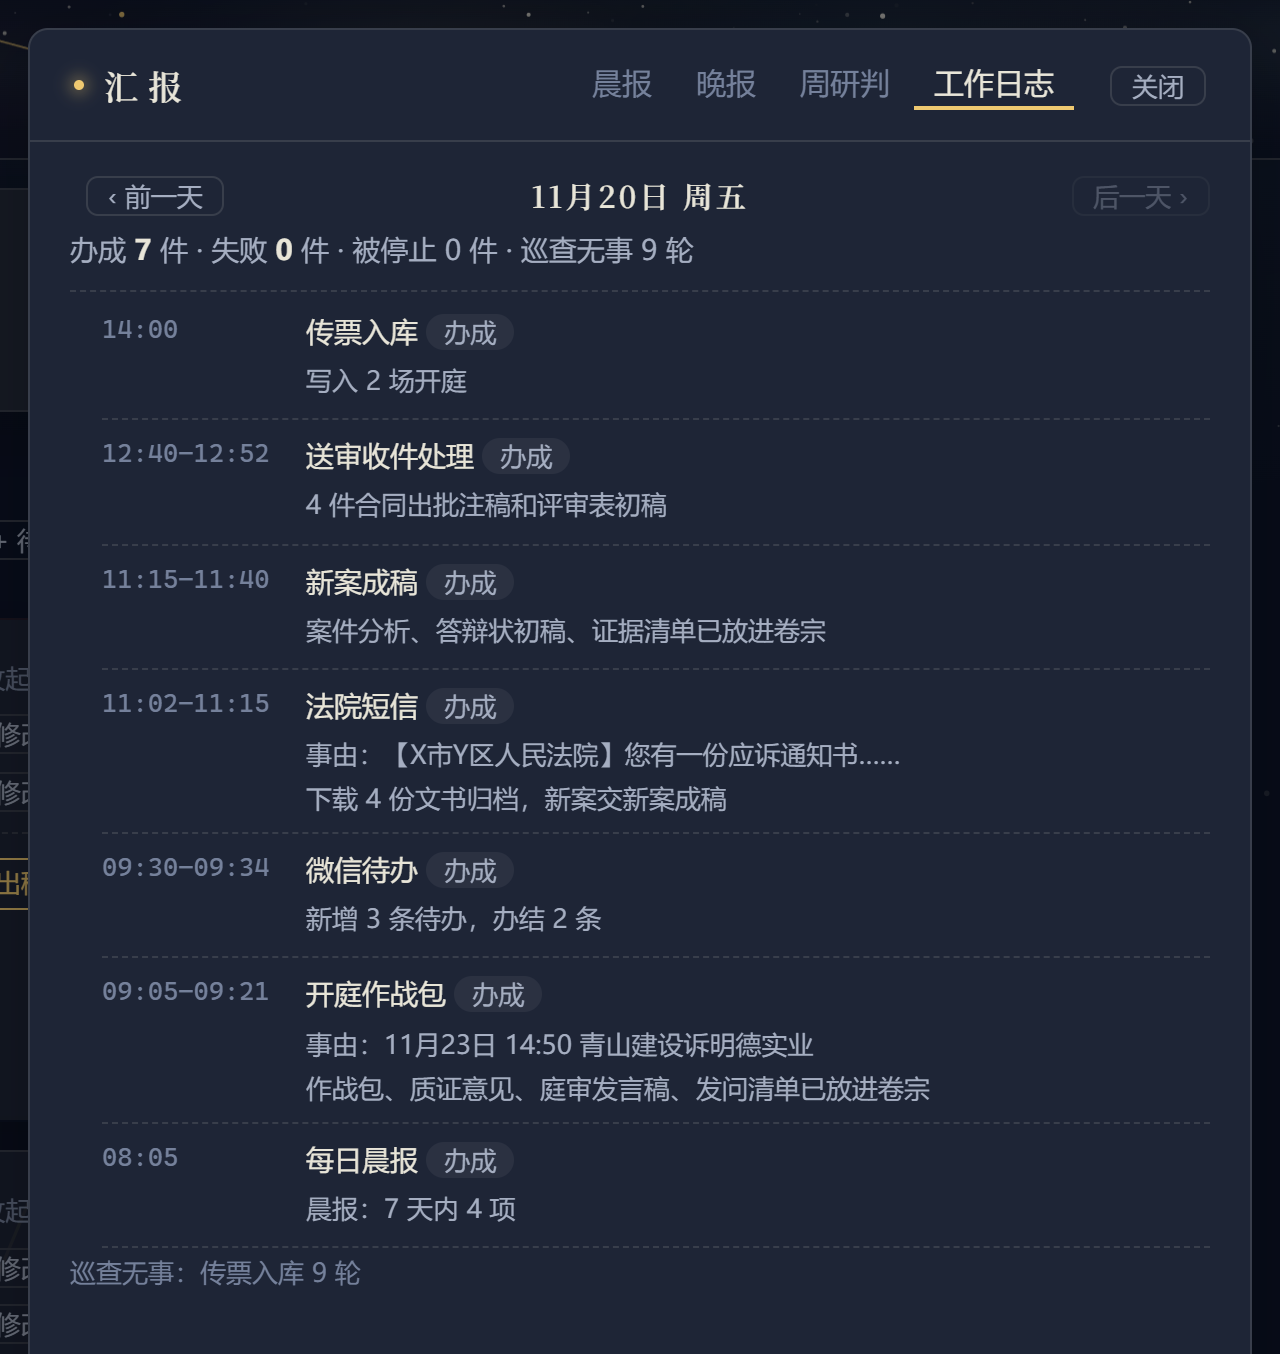 汇报
晨报 晚报 周研判 工作日志 关闭
‹ 前一天 11月20日 周五 后一天 ›
办成 7 件 · 失败 0 件 · 被停止 0 件 · 巡查无事 9 轮
14:00 传票入库 办成
写入 2 场开庭
12:40–12:52 送审收件处理 办成
4 件合同出批注稿和评审表初稿
11:15–11:40 新案成稿 办成
案件分析、答辩状初稿、证据清单已放进卷宗
11:02–11:15 法院短信 办成
事由：【X市Y区人民法院】您有一份应诉通知书……
下载 4 份文书归档，新案交新案成稿
09:30–09:34 微信待办 办成
新增 3 条待办，办结 2 条
09:05–09:21 开庭作战包 办成
事由：11月23日 14:50 青山建设诉明德实业
作战包、质证意见、庭审发言稿、发问清单已放进卷宗
08:05 每日晨报 办成
晨报：7 天内 4 项
巡查无事：传票入库 9 轮